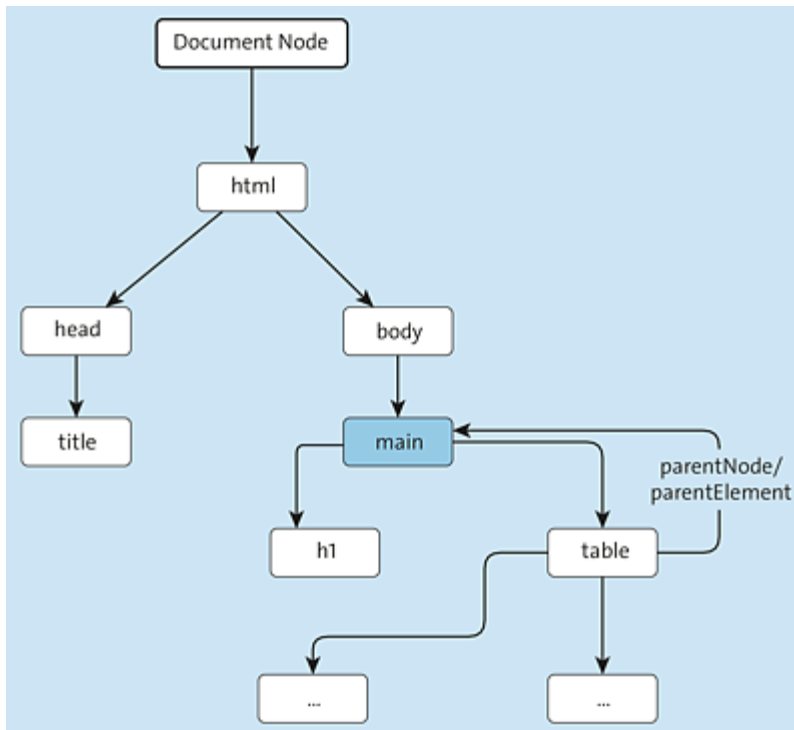 Document Node
html
head
body
title
main
parentNode/
parentElement
h1
table
...
...